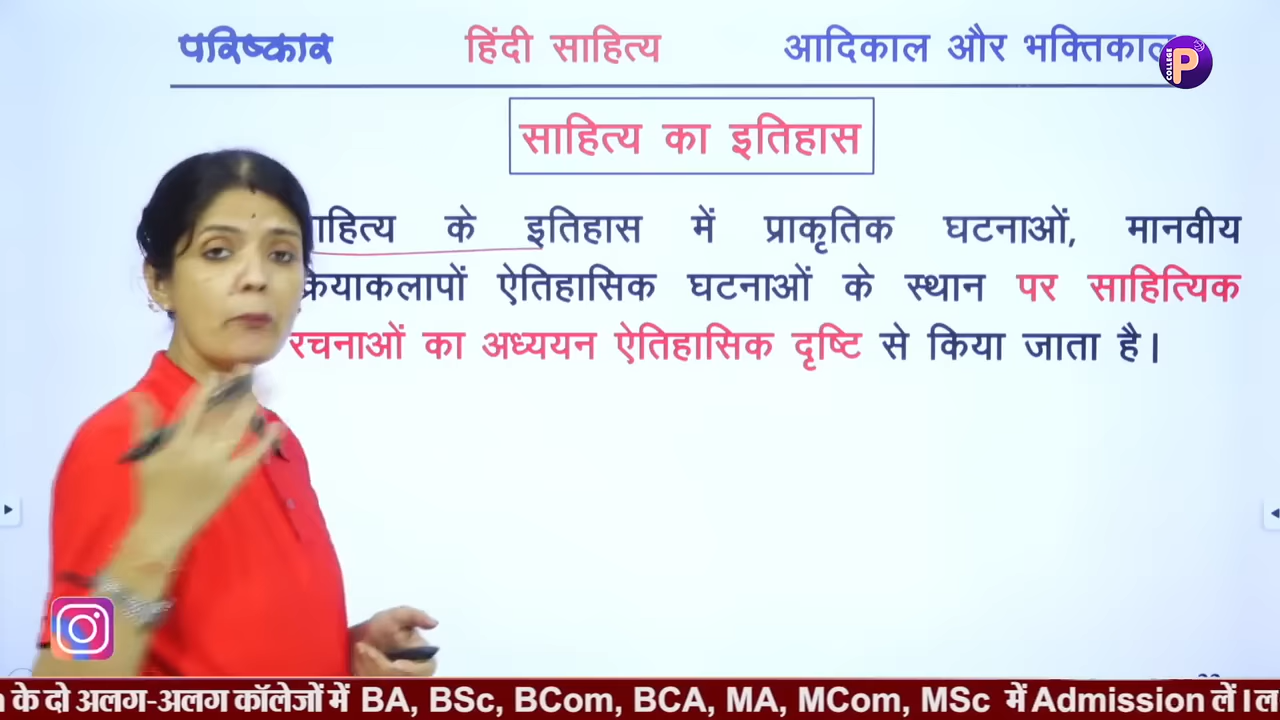 परिष्कार हिंदी साहित्य आदिकाल और भक्तिकाल
COLLEGE P
साहित्य का इतिहास
के इतिहास में प्राकृतिक घटनाओं, मानवीय
ऐतिहासिक घटनाओं के स्थान पर साहित्यिक
रचनाओं का अध्ययन ऐतिहासिक दृष्टि से किया जाता है।
के दो अलग-अलग कॉलेजों में BA, BSc, BCom, BCA, MA, MCom, MSc में Admission लें।